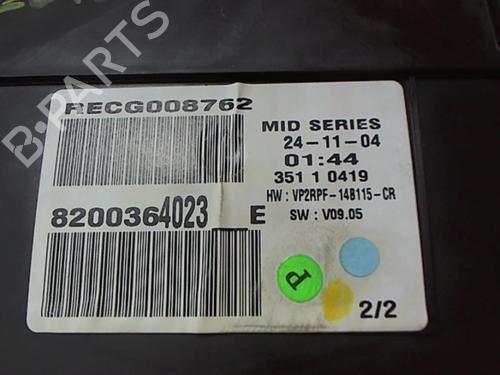 B-PARTS
RECG008762
8200364023__E
MID SERIES
24-11-04
01:44
351 1 0419
HW : VP2RPF-14B115-CR
SW : V09.05
P
2/2